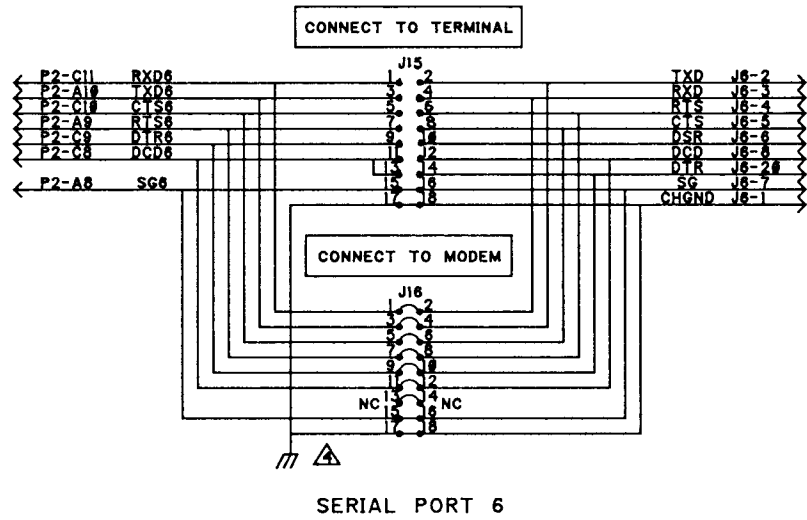 CONNECT TO TERMINAL
J15
P2-C11 RXD6 1 2 TXD J6-2
P2-A10 TXD6 3 4 RXD J6-3
P2-C10 CTS6 5 6 RTS J6-4
P2-A9 RTS6 7 8 CTS J6-5
P2-C9 DTR6 9 10 DSR J6-6
P2-C8 DCD6 11 12 DCD J6-8
13 14 DTR J6-20
P2-A8 SG6 15 16 SG J6-7
17 18 CHGND J6-1
CONNECT TO MODEM
J16
1 2
3 4
5 6
7 8
9 10
11 12
NC 13 14 NC
15 16
17 18
4
SERIAL PORT 6